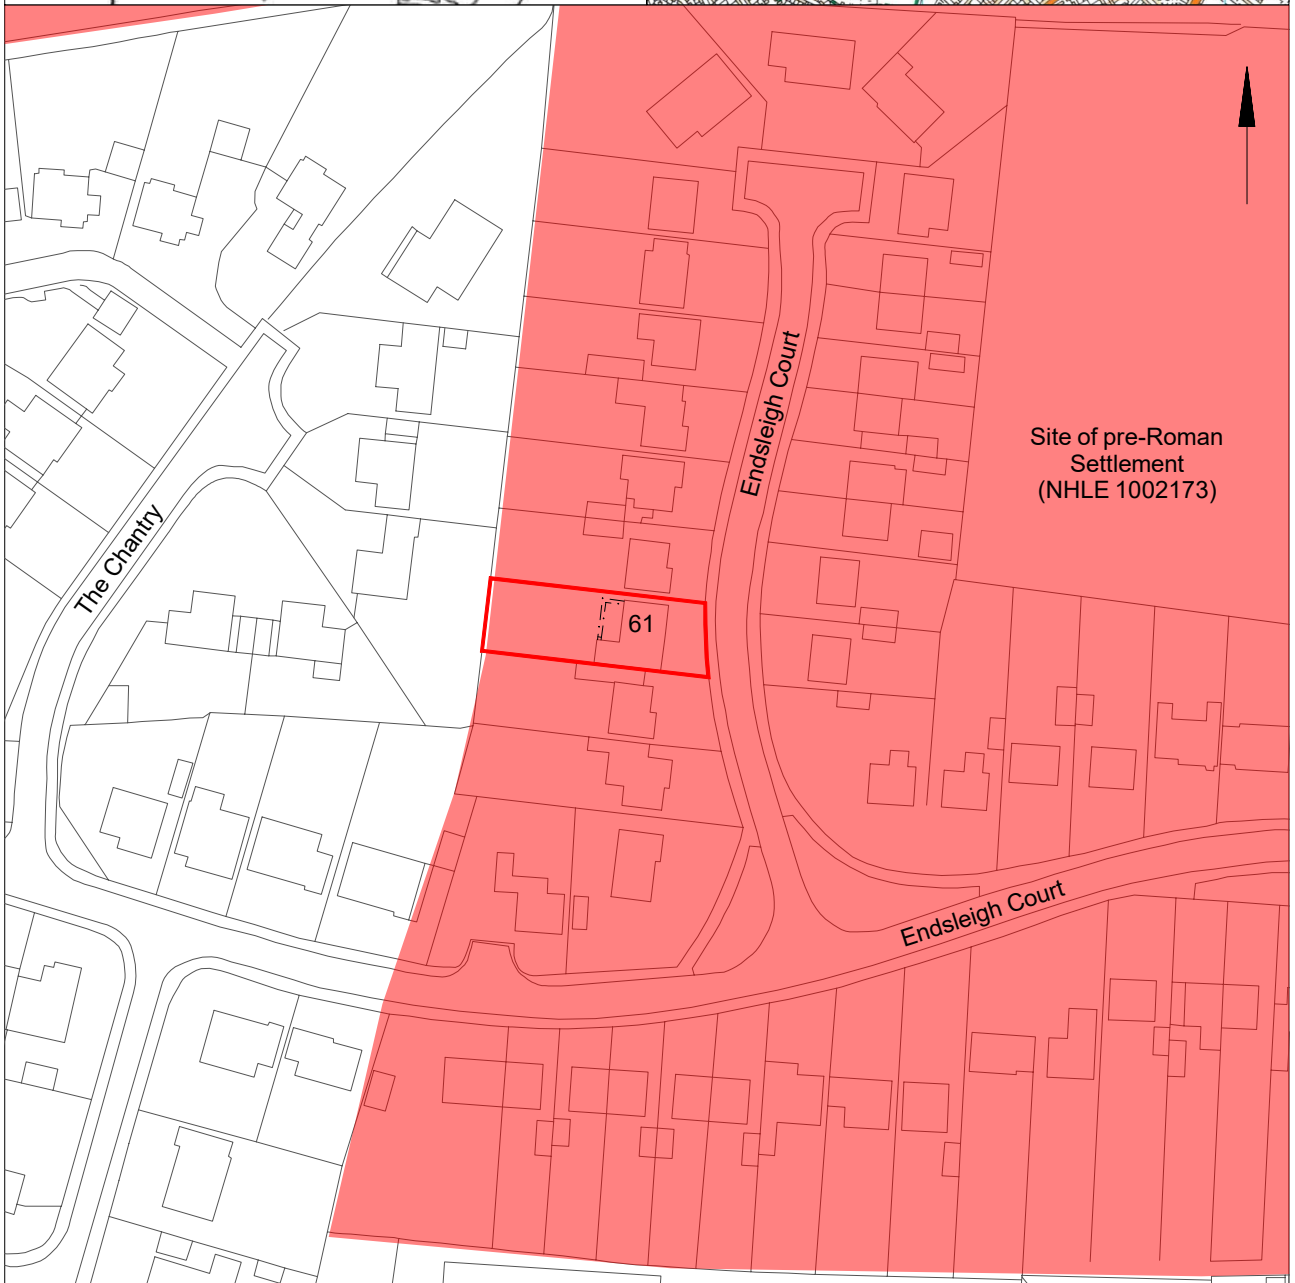 Endsleigh Court
Site of pre-Roman
Settlement
(NHLE 1002173)
The Chantry
61
Endsleigh Court